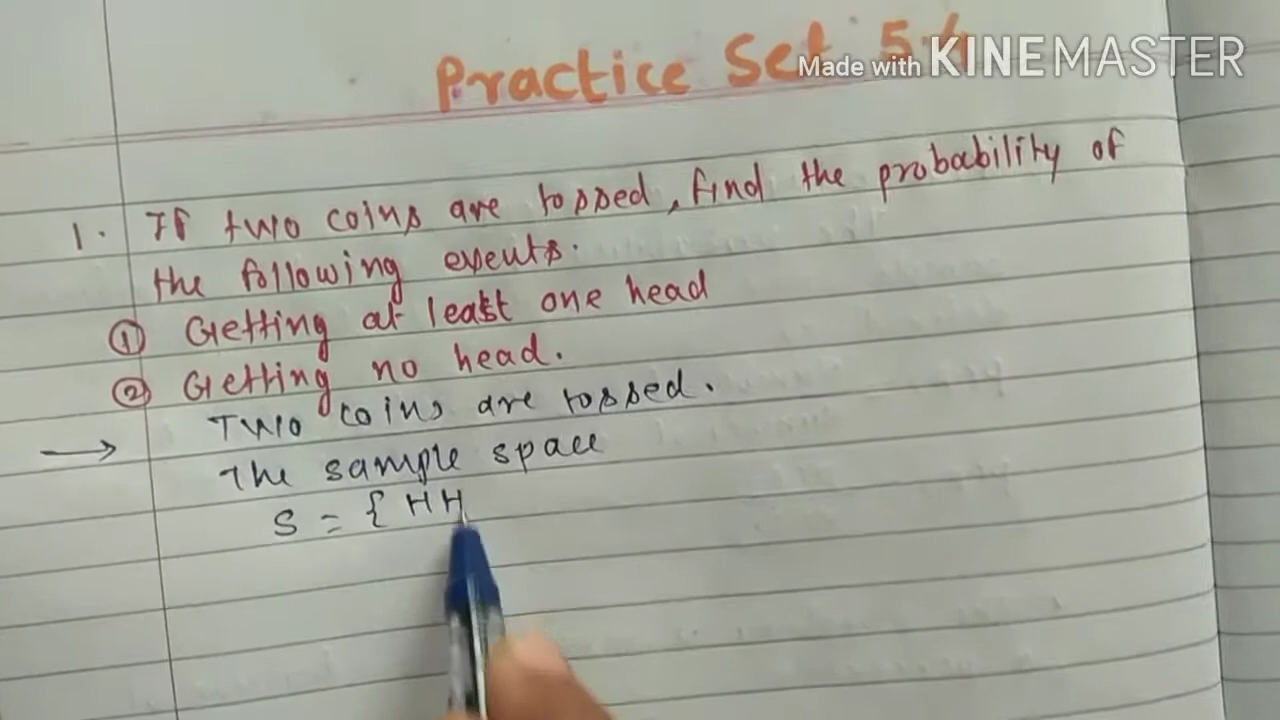 Practice Set 5.4
Made with KINEMASTER
1. If two coins are tossed, find the probability of
the following events.
① Getting at least one head
② Getting no head.
→ Two coins are tossed.
The sample space
S = { HH